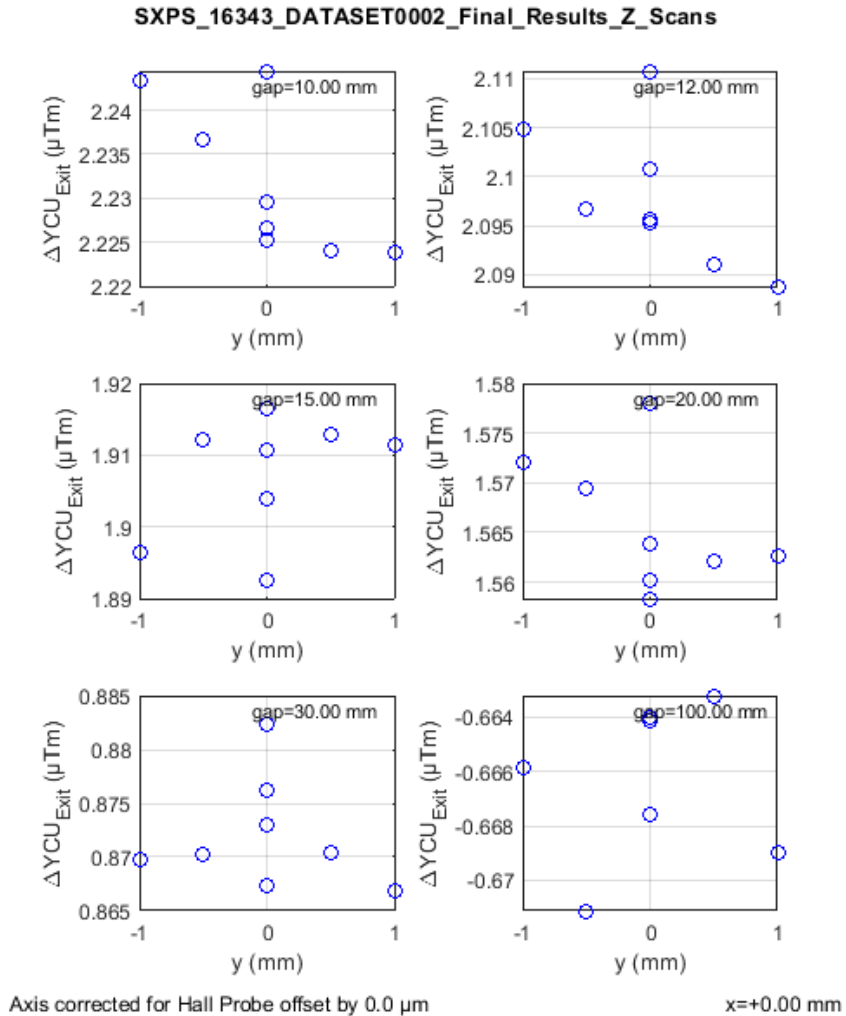 SXPS_16343_DATASET0002_Final_Results_Z_Scans
gap=10.00 mm
2.24
2.235
2.23
2.225
2.22
ΔYCU_Exit (µTm)
-1 0 1
y (mm)
gap=12.00 mm
2.11
2.105
2.1
2.095
2.09
ΔYCU_Exit (µTm)
-1 0 1
y (mm)
gap=15.00 mm
1.92
1.91
1.9
1.89
ΔYCU_Exit (µTm)
-1 0 1
y (mm)
gap=20.00 mm
1.58
1.575
1.57
1.565
1.56
ΔYCU_Exit (µTm)
-1 0 1
y (mm)
gap=30.00 mm
0.885
0.88
0.875
0.87
0.865
ΔYCU_Exit (µTm)
-1 0 1
y (mm)
gap=100.00 mm
-0.664
-0.666
-0.668
-0.67
ΔYCU_Exit (µTm)
-1 0 1
y (mm)
Axis corrected for Hall Probe offset by 0.0 µm
x=+0.00 mm